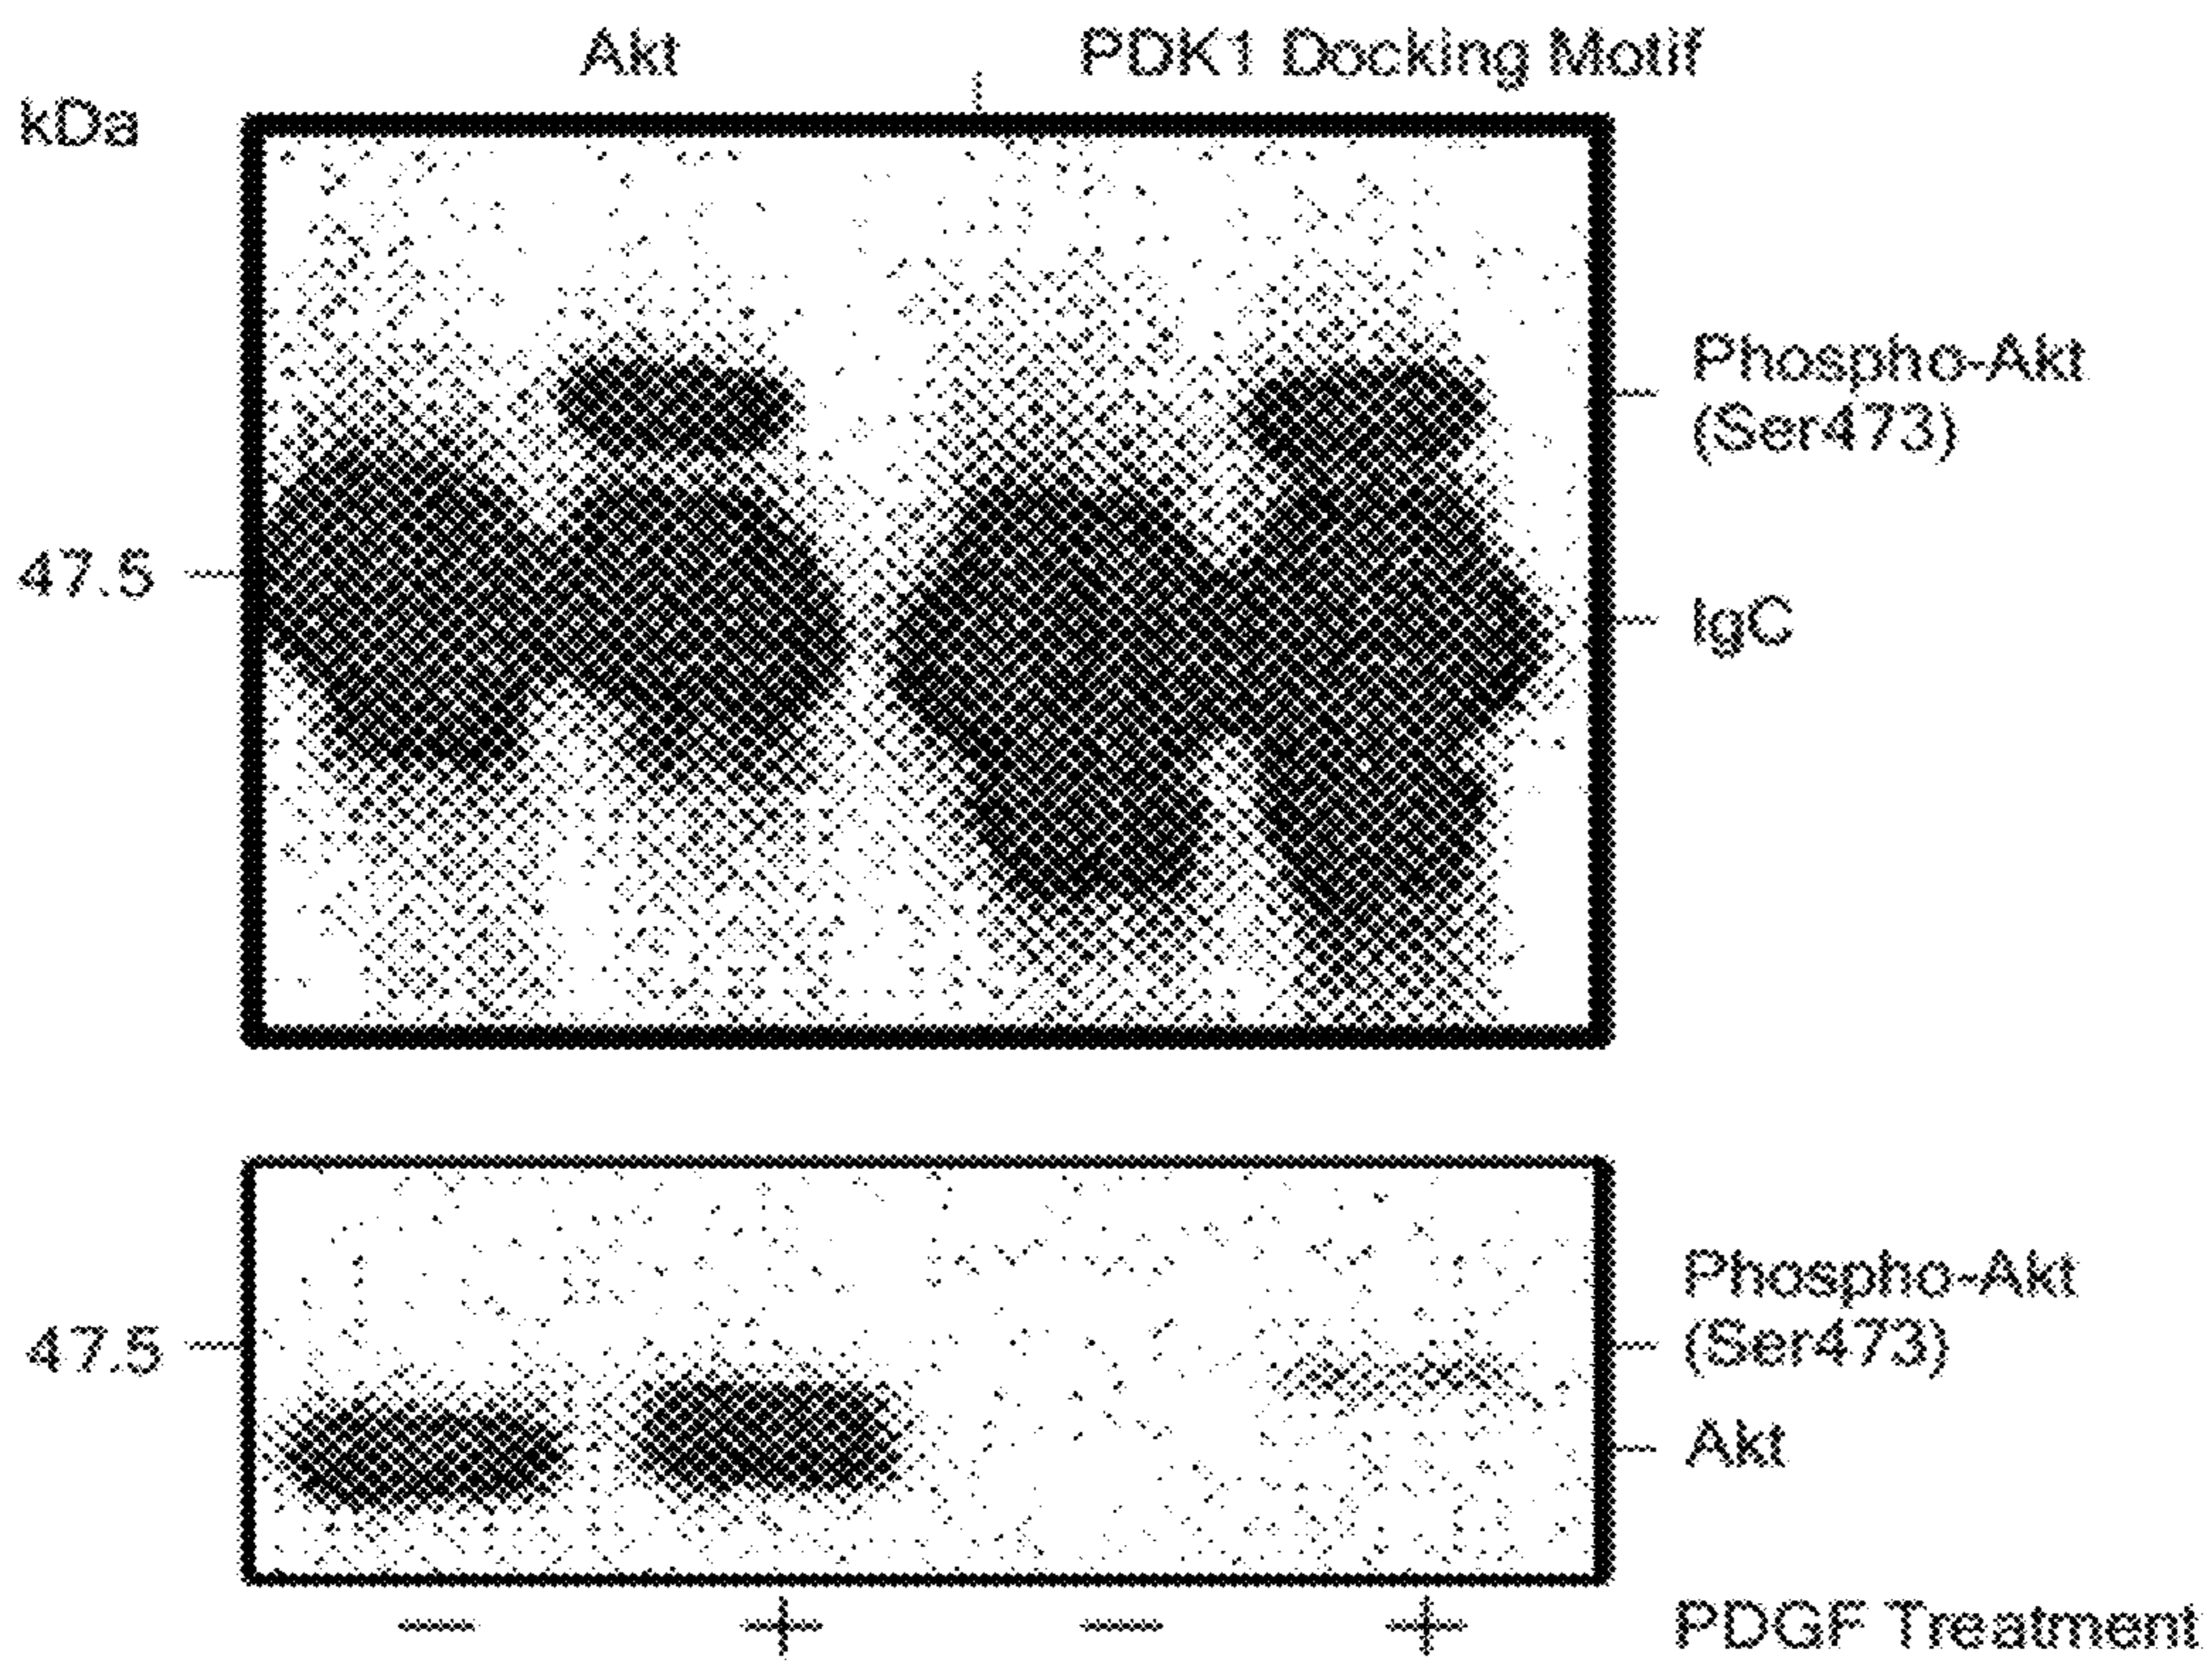 Akt
PDK1 Docking Motif
kDa
Phospho-Akt
(Ser473)
47.5
IgC
Phospho-Akt
(Ser473)
47.5
Akt
− + − +
PDGF Treatment